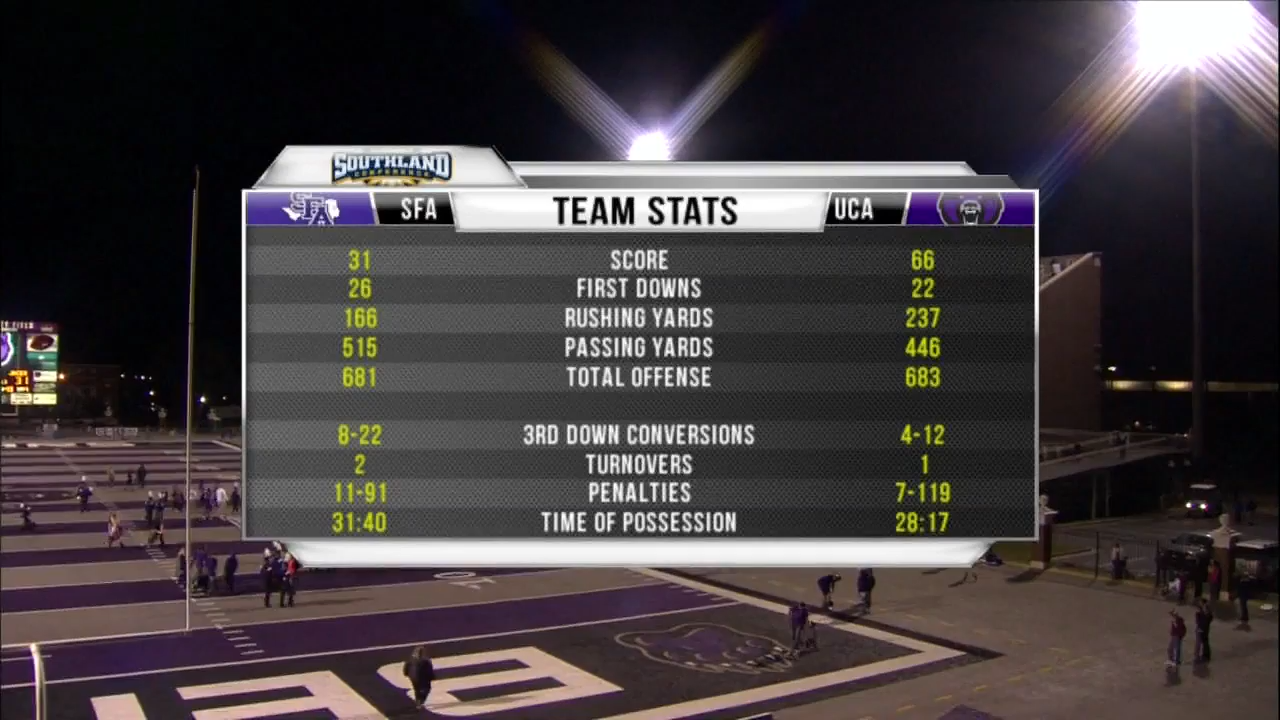 SOUTHLAND
CONFERENCE
SFA SFA TEAM STATS UCA
31 SCORE 66
26 FIRST DOWNS 22
166 RUSHING YARDS 237
515 PASSING YARDS 446
681 TOTAL OFFENSE 683
8-22 3RD DOWN CONVERSIONS 4-12
2 TURNOVERS 1
11-91 PENALTIES 7-119
31:40 TIME OF POSSESSION 28:17